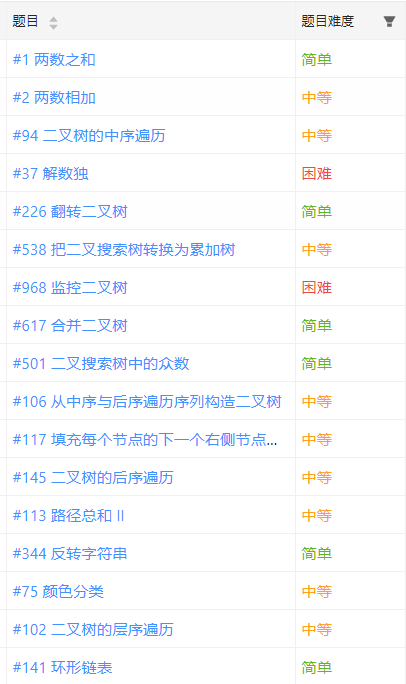 题目 题目难度
#1 两数之和 简单
#2 两数相加 中等
#94 二叉树的中序遍历 中等
#37 解数独 困难
#226 翻转二叉树 简单
#538 把二叉搜索树转换为累加树 中等
#968 监控二叉树 困难
#617 合并二叉树 简单
#501 二叉搜索树中的众数 简单
#106 从中序与后序遍历序列构造二叉树 中等
#117 填充每个节点的下一个右侧节点... 中等
#145 二叉树的后序遍历 中等
#113 路径总和 II 中等
#344 反转字符串 简单
#75 颜色分类 中等
#102 二叉树的层序遍历 中等
#141 环形链表 简单